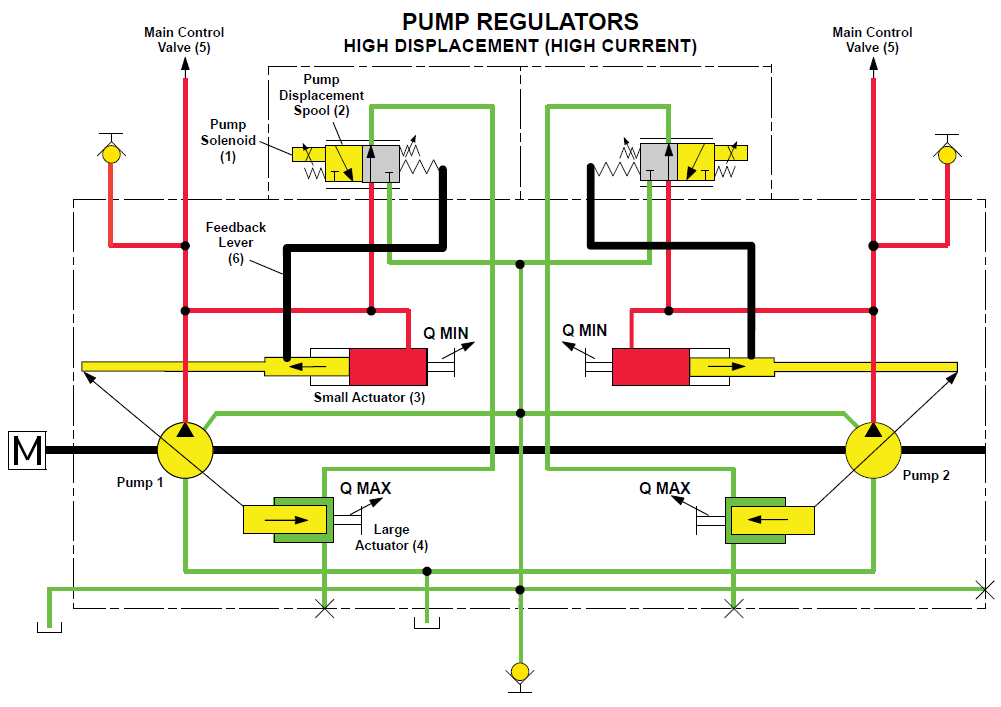 PUMP REGULATORS
HIGH DISPLACEMENT (HIGH CURRENT)
Main Control
Valve (5)
Main Control
Valve (5)
Pump
Displacement
Spool (2)
Pump
Solenoid
(1)
Feedback
Lever
(6)
Q MIN
Q MIN
Small Actuator (3)
M
Pump 1
Pump 2
Q MAX
Q MAX
Large
Actuator (4)